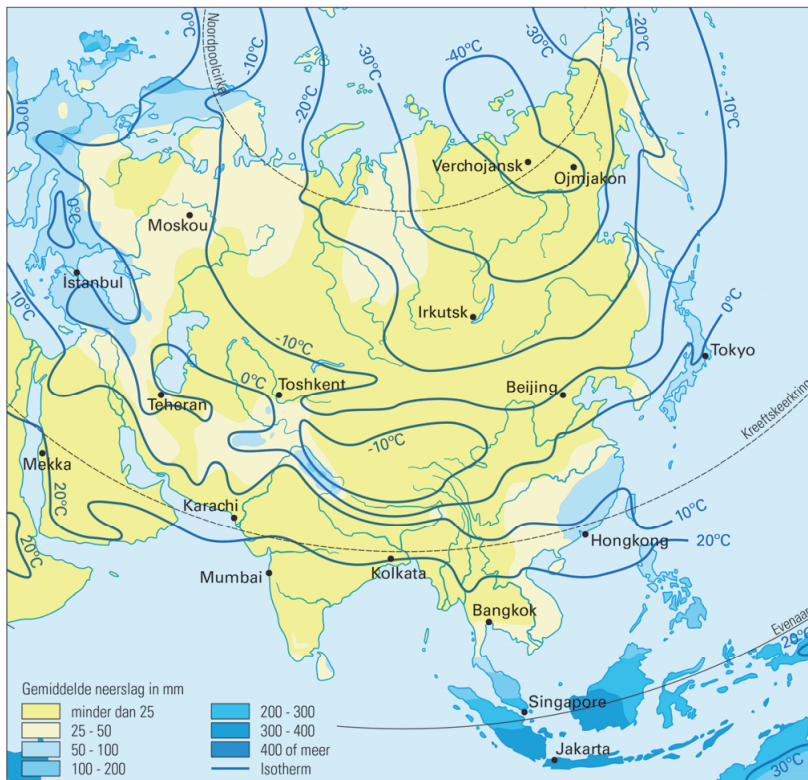 0°C
-10°C
-20°C
-30°C
-40°C
-30°C
-20°C
-10°C
10°C
Noordpoolcirkel
Verchojansk
Ojmjakon
0°C
Moskou
İstanbul
10°C
Irkutsk
0°C
-10°C
Tokyo
0°C
Toshkent
Beijing
Teheran
Kreeftskeerkring
-10°C
Mekka
20°C
Karachi
10°C
Hongkong
20°C
20°C
Kolkata
Mumbai
Bangkok
Evenaar
20°C
Singapore
Jakarta
30°C
Gemiddelde neerslag in mm
minder dan 25
25 - 50
50 - 100
100 - 200
200 - 300
300 - 400
400 of meer
Isotherm